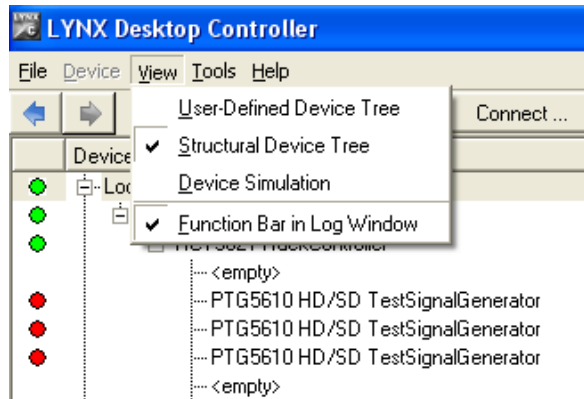 LYNX Desktop Controller
File Device View Tools Help
User-Defined Device Tree
Connect ...
Device
Structural Device Tree
Device Simulation
Function Bar in Log Window
<empty>
PTG5610 HD/SD TestSignalGenerator
PTG5610 HD/SD TestSignalGenerator
PTG5610 HD/SD TestSignalGenerator
<empty>